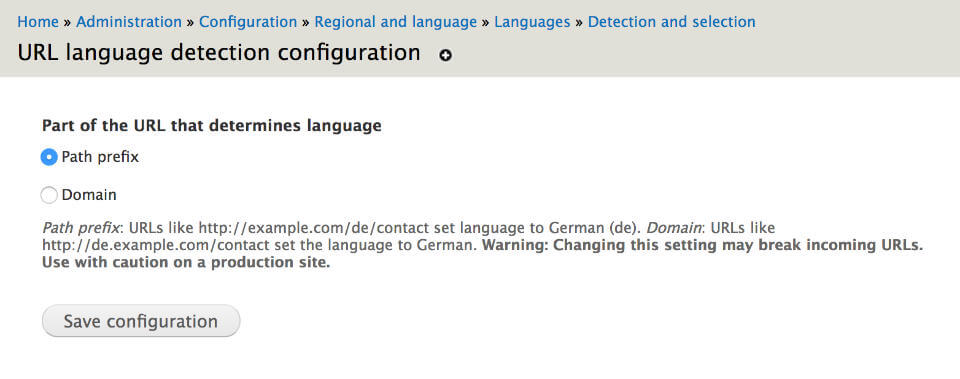 Home » Administration » Configuration » Regional and language » Languages » Detection and selection
URL language detection configuration
Part of the URL that determines language
Path prefix
Domain
Path prefix: URLs like http://example.com/de/contact set language to German (de). Domain: URLs like
http://de.example.com/contact set the language to German. Warning: Changing this setting may break incoming URLs.
Use with caution on a production site.
Save configuration